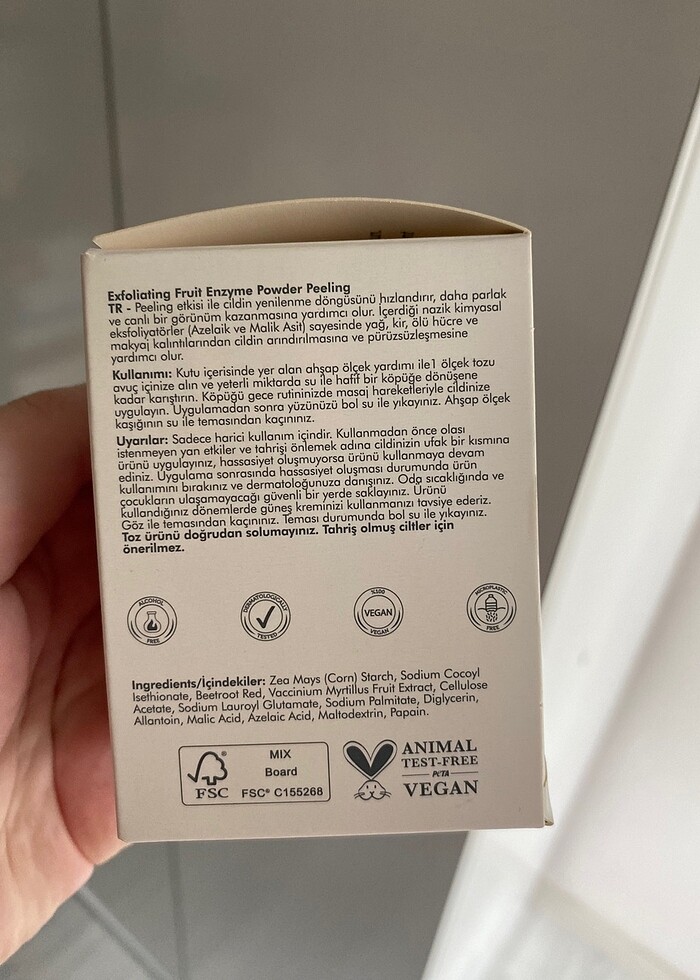 Exfoliating Fruit Enzyme Powder Peeling
TR - Peeling etkisi ile cildin yenilenme döngüsünü hızlandırır, daha parlak
ve canlı bir görünüm kazanmasına yardımcı olur. İçerdiği nazik kimyasal
eksfoliyatörler (Azelaik ve Malik Asit) sayesinde yağ, kir, ölü hücre ve
makyaj kalıntılarından cildin arındırılmasına ve pürüzsüzleşmesine
yardımcı olur.
Kullanımı: Kutu içerisinde yer alan ahşap ölçek yardımı ile1 ölçek tozu
avuç içinize alın ve yeterli miktarda su ile hafif bir köpüğe dönüşene
kadar karıştırın. Köpüğü gece rutininizde masaj hareketleriyle cildinize
uygulayın. Uygulamadan sonra yüzünüzü bol su ile yıkayınız. Ahşap ölçek
kaşığının su ile temasından kaçınınız.
Uyarılar: Sadece harici kullanım içindir. Kullanmadan önce olası
istenmeyen yan etkiler ve tahrişi önlemek adına cildinizin ufak bir kısmına
ürünü uygulayınız, hassasiyet oluşmuyorsa ürünü kullanmaya devam
ediniz. Uygulama sonrasında hassasiyet oluşması durumunda ürün
kullanımını bırakınız ve dermatoloğunuza danışınız. Oda sıcaklığında ve
çocukların ulaşamayacağı güvenli bir yerde saklayınız. Ürünü
kullandığınız dönemlerde güneş kreminizi kullanmanızı tavsiye ederiz.
Göz ile temasından kaçınınız. Teması durumunda bol su ile yıkayınız.
Toz ürünü doğrudan solumayınız. Tahriş olmuş ciltler için
önerilmez.
ALCOHOL FREE
DERMATOLOGICALLY TESTED
%100 VEGAN VEGAN
MICROPLASTIC FREE
Ingredients/İçindekiler: Zea Mays (Corn) Starch, Sodium Cocoyl
Isethionate, Beetroot Red, Vaccinium Myrtillus Fruit Extract, Cellulose
Acetate, Sodium Lauroyl Glutamate, Sodium Palmitate, Diglycerin,
Allantoin, Malic Acid, Azelaic Acid, Maltodextrin, Papain.
FSC
MIX
Board
FSC® C155268
ANIMAL
TEST-FREE
PETA
VEGAN